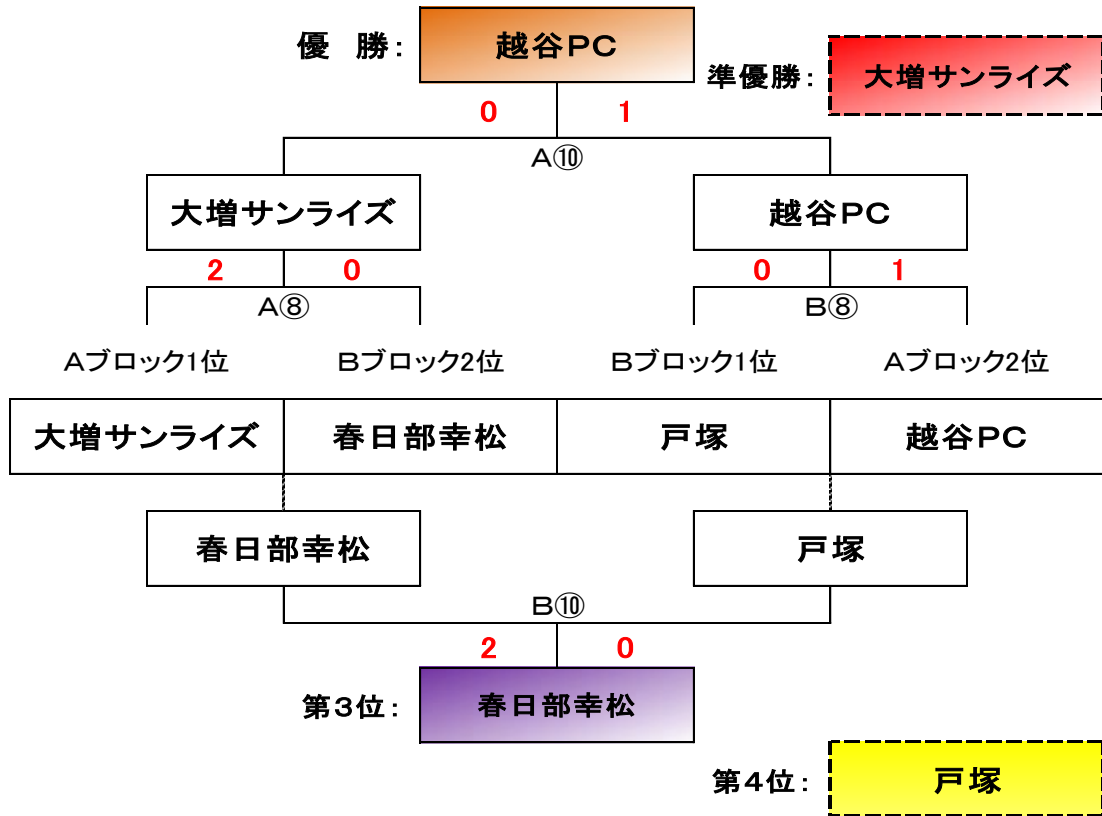 優　勝：
越谷ＰＣ
準優勝：
大増サンライズ
0 1
Ａ⑩
大増サンライズ
越谷ＰＣ
2 0
0 1
Ａ⑧
Ｂ⑧
Ａブロック1位 Ｂブロック2位 Ｂブロック1位 Ａブロック2位
大増サンライズ 春日部幸松 戸塚 越谷ＰＣ
春日部幸松
戸塚
Ｂ⑩
2 0
第３位：
春日部幸松
第４位：
戸塚